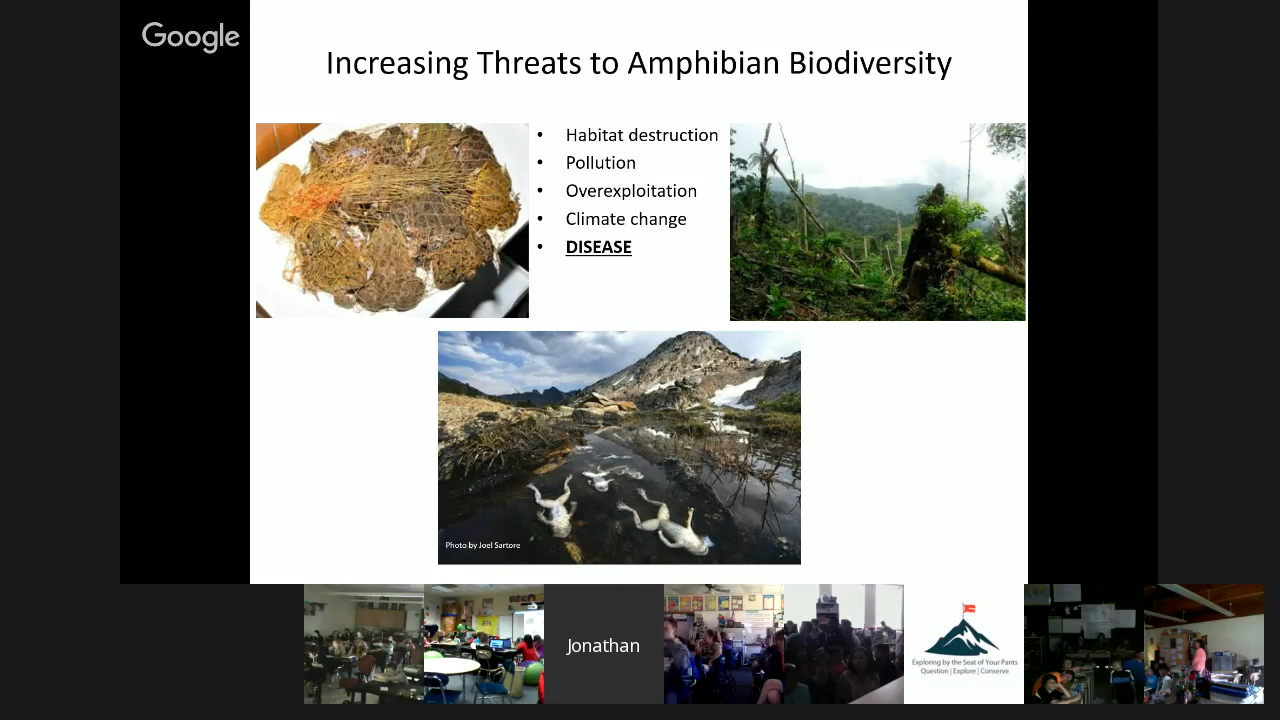 Google
Increasing Threats to Amphibian Biodiversity
• Habitat destruction
• Pollution
• Overexploitation
• Climate change
• DISEASE
Photo by Joel Sartore
Jonathan
Exploring by the Seat of Your Pants
Question | Explore | Conserve